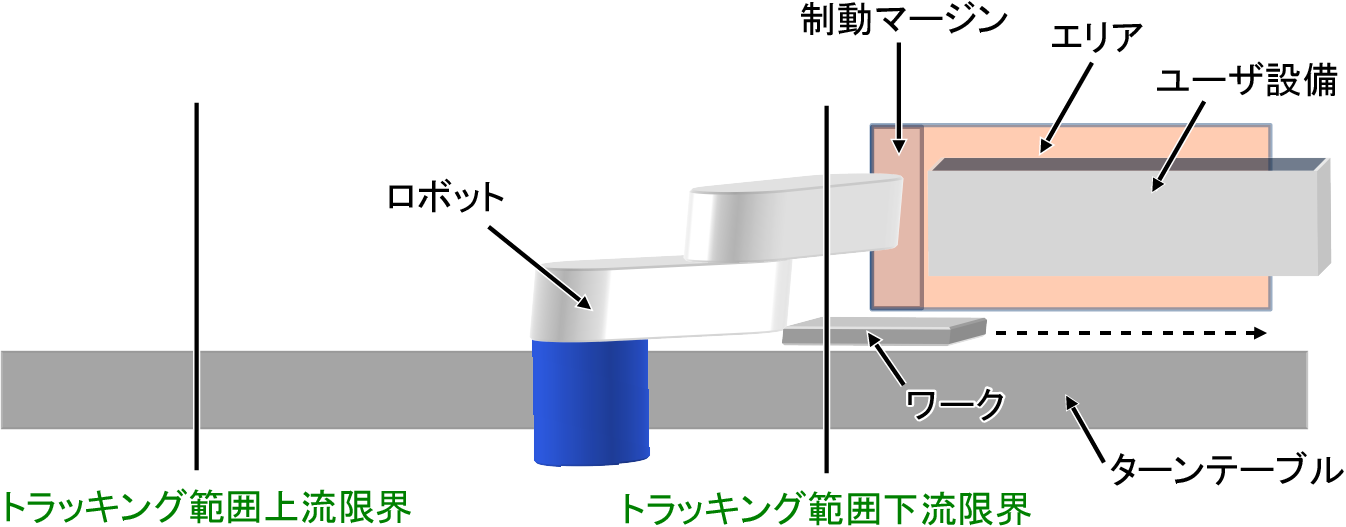 制動マージン
エリア
ユーザ設備
ロボット
ワーク
ターンテーブル
トラッキング範囲上流限界
トラッキング範囲下流限界